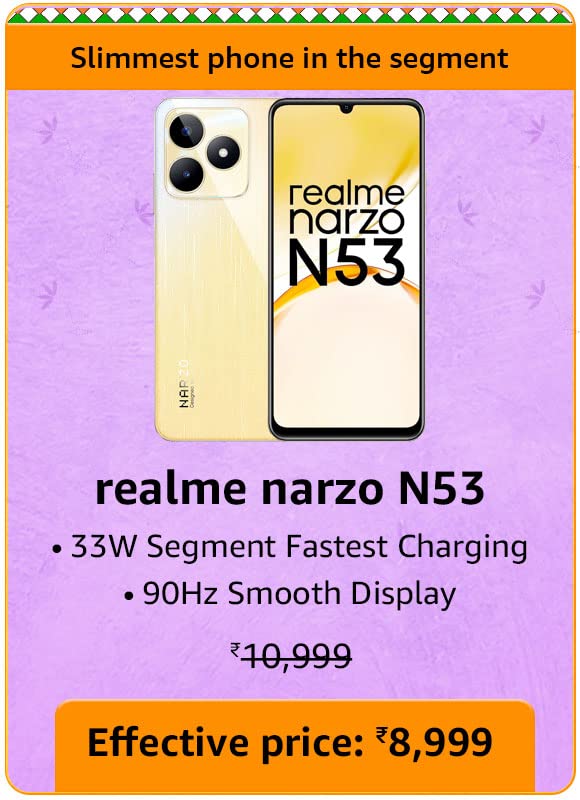 Slimmest phone in the segment
realme
narzo
N53
NARZO
realme narzo N53
• 33W Segment Fastest Charging
• 90Hz Smooth Display
₹10,999
Effective price: ₹8,999